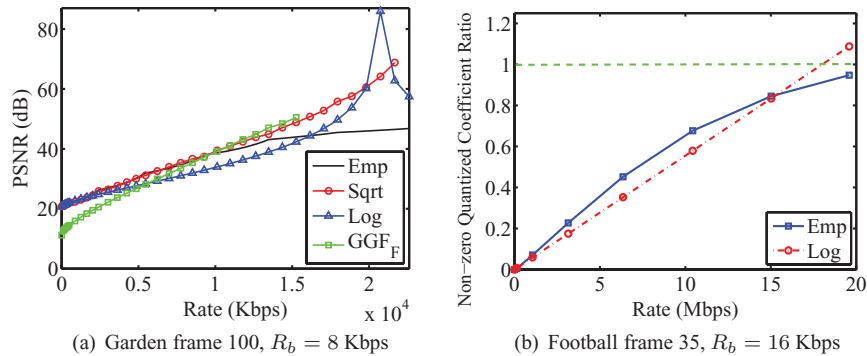 PSNR (dB)
80
60
40
20
0
0
0.5
1
1.5
2
x 10^4
Rate (Kbps)
Emp
Sqrt
Log
GGF_F
(a) Garden frame 100, R_b = 8 Kbps
Non-zero Quantized Coefficient Ratio
1.2
1
0.8
0.6
0.4
0.2
0
0
5
10
15
20
Rate (Mbps)
Emp
Log
(b) Football frame 35, R_b = 16 Kbps